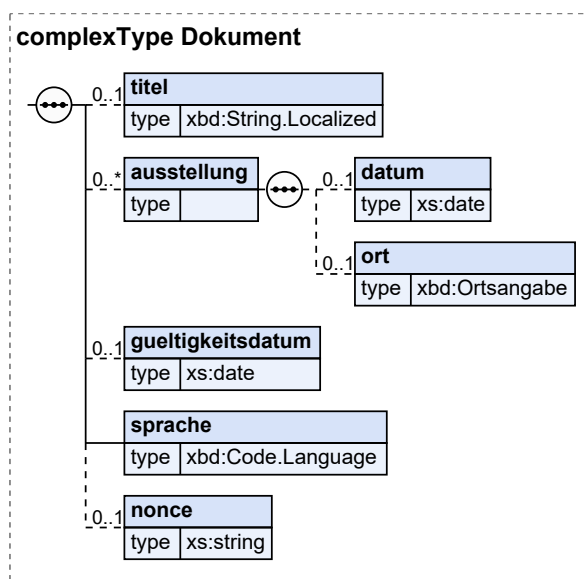 complexType Dokument
0..1 titel
type xbd:String.Localized
0..* ausstellung 0..1 datum
type type xs:date
0..1 ort
type xbd:Ortsangabe
0..1 gueltigkeitsdatum
type xs:date
sprache
type xbd:Code.Language
0..1 nonce
type xs:string